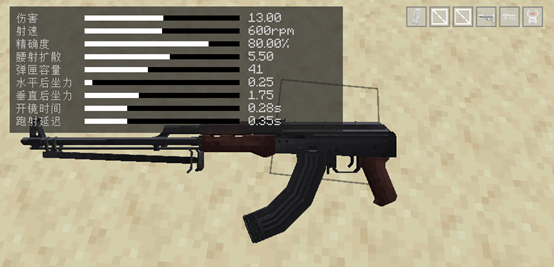 伤害 13.00
射速 600rpm
精确度 80.00%
腰射扩散 5.50
弹匣容量 41
水平后坐力 0.25
垂直后坐力 1.75
开镜时间 0.28s
跑射延迟 0.35s